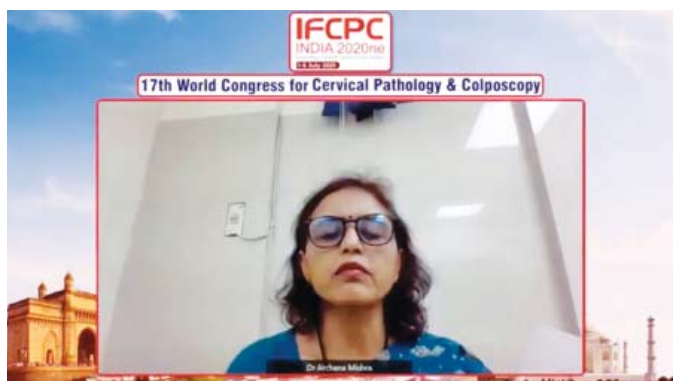 IFCPC
INDIA 2020ne
17th World Congress for Cervical Pathology & Colposcopy
Dr Archana Mishra